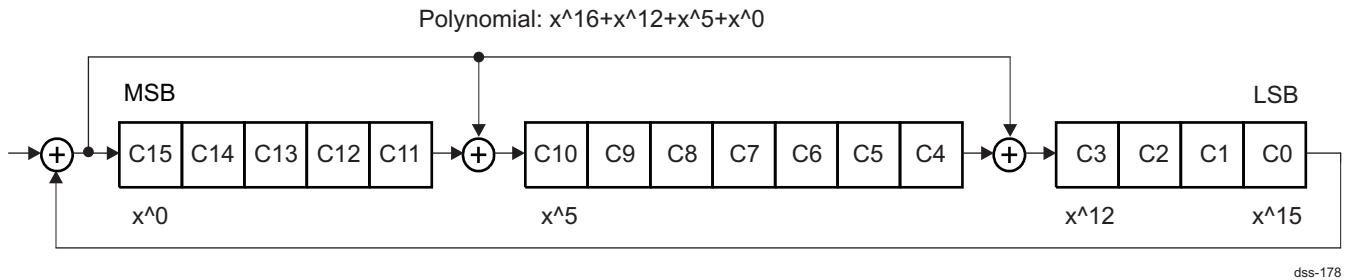 Polynomial: x^16+x^12+x^5+x^0
MSB LSB
+ C15 C14 C13 C12 C11 + C10 C9 C8 C7 C6 C5 C4 + C3 C2 C1 C0
x^0 x^5 x^12 x^15
dss-178